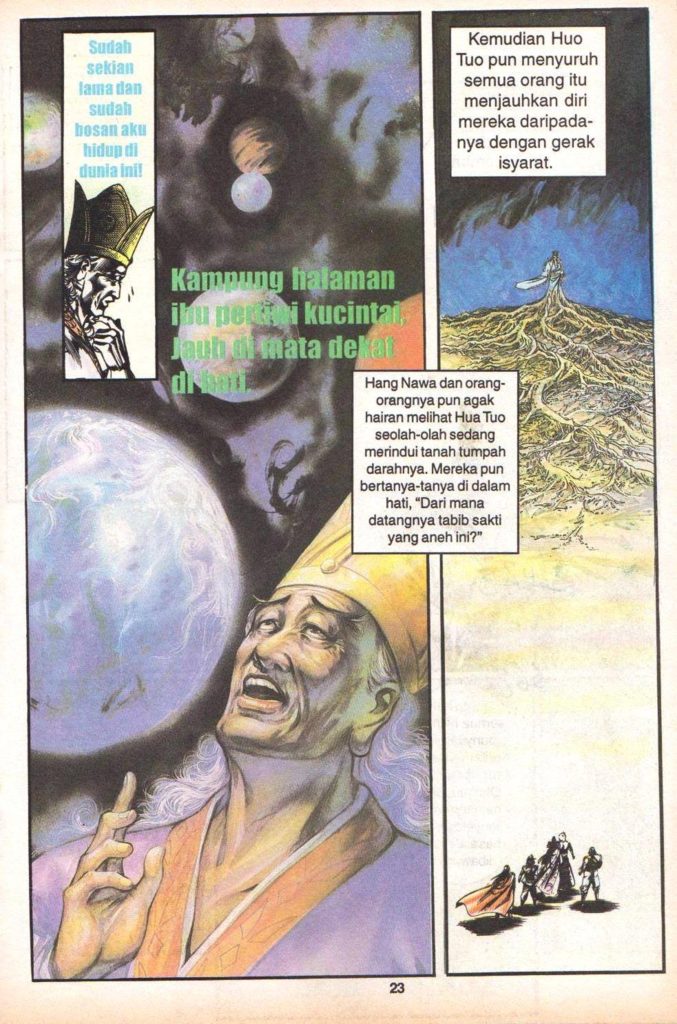 Sudah
sekian
lama dan
sudah
bosan aku
hidup di
dunia ini!
Kampung halaman
ibu pertiwi kucintai,
Jauh di mata dekat
di hati.
Hang Nawa dan orang-
orangnya pun agak
hairan melihat Hua Tuo
seolah-olah sedang
merindui tanah tumpah
darahnya. Mereka pun
bertanya-tanya di dalam
hati, “Dari mana
datangnya tabib sakti
yang aneh ini?”
Kemudian Huo
Tuo pun menyuruh
semua orang itu
menjauhkan diri
mereka daripada-
nya dengan gerak
isyarat.
23